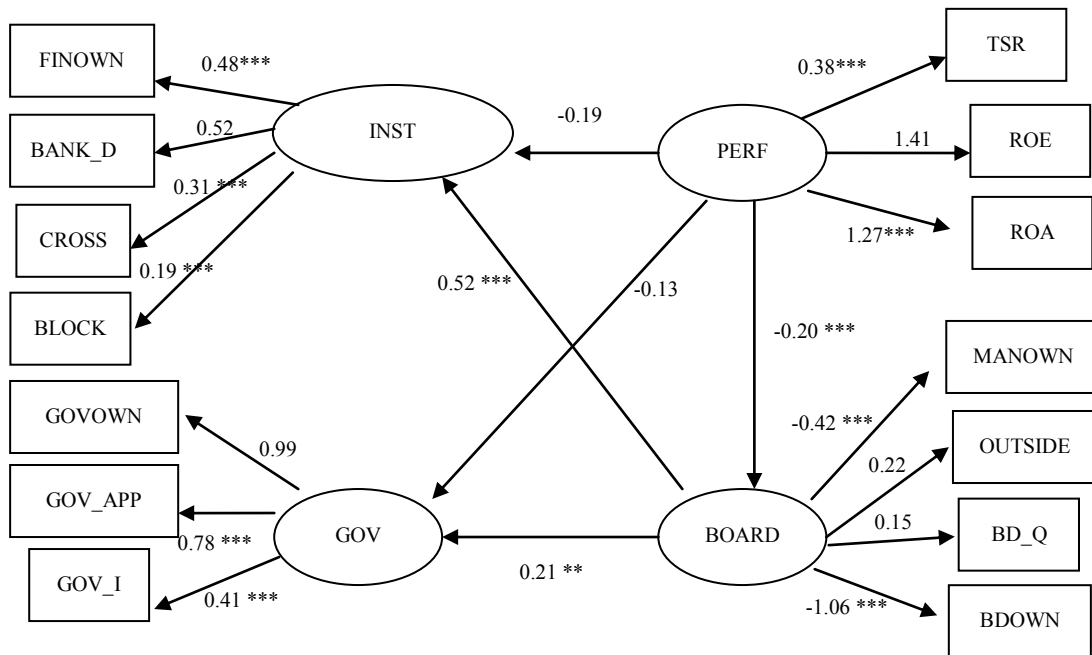 FINOWN
0.48***
TSR
0.38***
BANK_D
0.52
INST
-0.19
PERF
1.41
ROE
0.31 ***
CROSS
1.27***
ROA
0.19 ***
0.52 ***
-0.13
BLOCK
-0.20 ***
MANOWN
GOVOWN
0.99
-0.42 ***
OUTSIDE
0.22
GOV_APP
0.78 ***
GOV
BOARD
0.15
BD_Q
GOV_I
0.41 ***
0.21 **
-1.06 ***
BDOWN